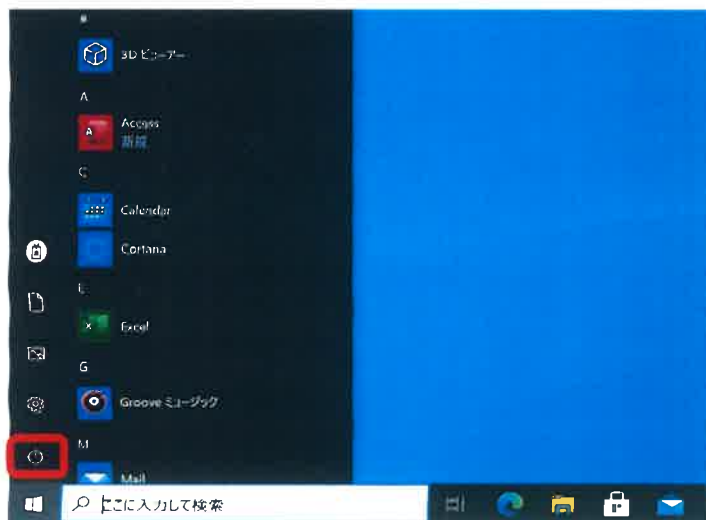 #
3D ビューアー
A
Access
新規
C
Calendar
Cortana
E
Excel
G
Groove ミュージック
M
Mail
ここに入力して検索